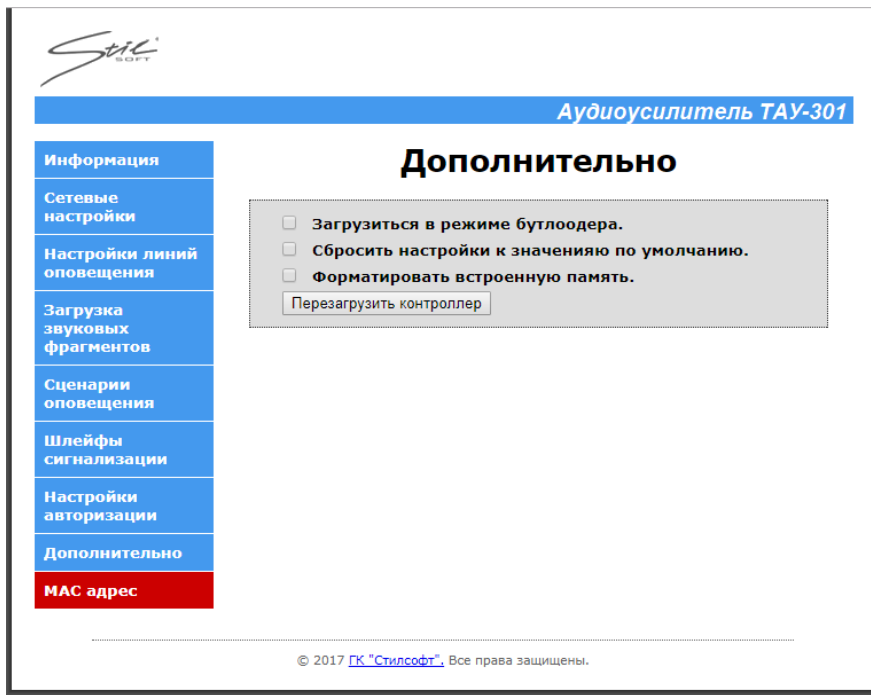 Stil
SOFT
Аудиоусилитель ТАУ-301
Информация
Сетевые
настройки
Настройки линий
оповещения
Загрузка
звуковых
фрагментов
Сценарии
оповещения
Шлейфы
сигнализации
Настройки
авторизации
Дополнительно
MAC адрес
Дополнительно
Загрузиться в режиме бутлоодера.
Сбросить настройки к значенияю по умолчанию.
Форматировать встроенную память.
Перезагрузить контроллер
© 2017 ГК "Стилсофт". Все права защищены.